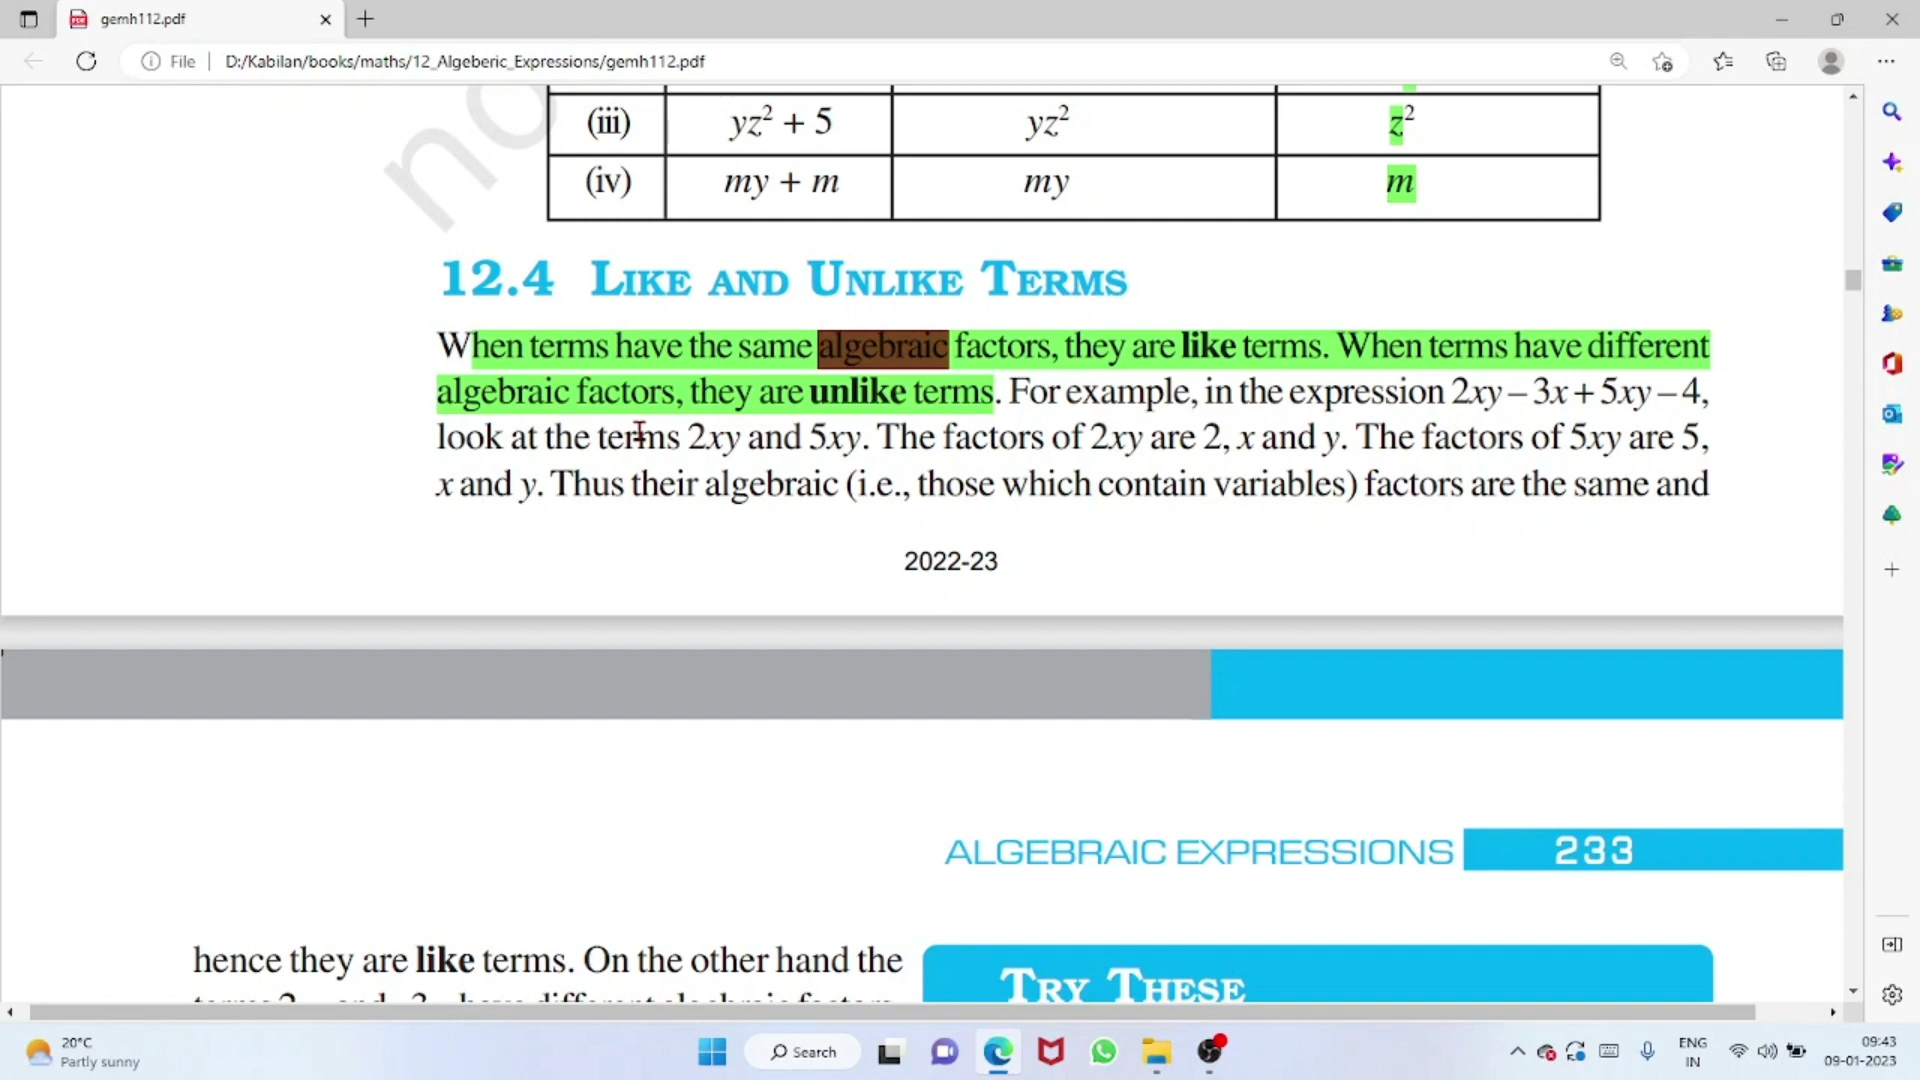 gemh112.pdf
File
D:/Kabilan/books/maths/12_Algeberic_Expressions/gemh112.pdf
no
(iii) yz² + 5 yz² z²
(iv) my + m my m
12.4 LIKE AND UNLIKE TERMS
When terms have the same algebraic factors, they are like terms. When terms have different
algebraic factors, they are unlike terms. For example, in the expression 2xy – 3x + 5xy – 4,
look at the terms 2xy and 5xy. The factors of 2xy are 2, x and y. The factors of 5xy are 5,
x and y. Thus their algebraic (i.e., those which contain variables) factors are the same and
2022-23
ALGEBRAIC EXPRESSIONS 233
hence they are like terms. On the other hand the
TRY THESE
20°C
Partly sunny
Search
ENG
IN
09:43
09-01-2023